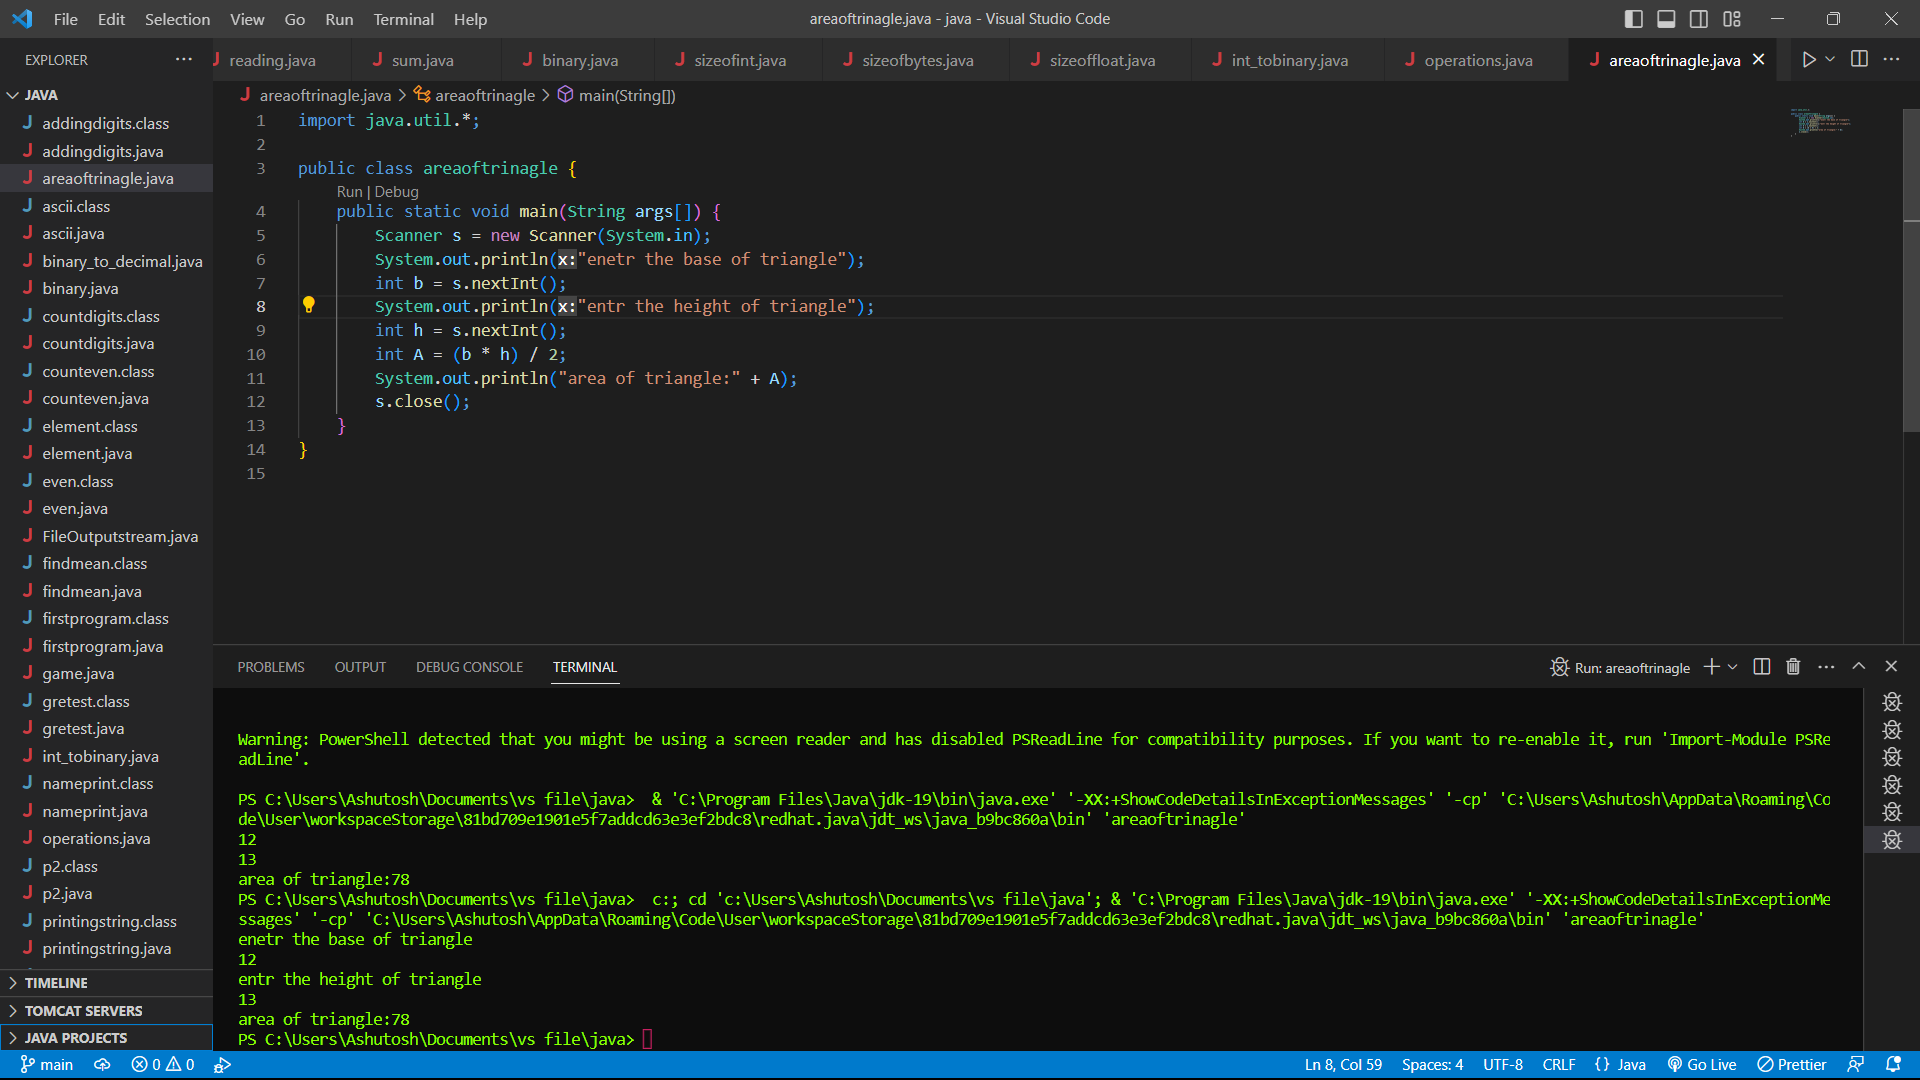 File Edit Selection View Go Run Terminal Help
areaoftrinagle.java - java - Visual Studio Code
EXPLORER
JAVA
addingdigits.class
addingdigits.java
areaoftrinagle.java
ascii.class
ascii.java
binary_to_decimal.java
binary.java
countdigits.class
countdigits.java
counteven.class
counteven.java
element.class
element.java
even.class
even.java
FileOutputstream.java
findmean.class
findmean.java
firstprogram.class
firstprogram.java
game.java
gretest.class
gretest.java
int_tobinary.java
nameprint.class
nameprint.java
operations.java
p2.class
p2.java
printingstring.class
printingstring.java
TIMELINE
TOMCAT SERVERS
JAVA PROJECTS
reading.java sum.java binary.java sizeofint.java sizeofbytes.java sizeoffloat.java int_tobinary.java operations.java areaoftrinagle.java
areaoftrinagle.java > areaoftrinagle > main(String[])
1 import java.util.*;
2
3 public class areaoftrinagle {
Run | Debug
4 public static void main(String args[]) {
5 Scanner s = new Scanner(System.in);
6 System.out.println(x:"enetr the base of triangle");
7 int b = s.nextInt();
8 System.out.println(x:"entr the height of triangle");
9 int h = s.nextInt();
10 int A = (b * h) / 2;
11 System.out.println("area of triangle:" + A);
12 s.close();
13 }
14 }
15
PROBLEMS OUTPUT DEBUG CONSOLE TERMINAL
Run: areaoftrinagle
Warning: PowerShell detected that you might be using a screen reader and has disabled PSReadLine for compatibility purposes. If you want to re-enable it, run 'Import-Module PSRe
adLine'.
PS C:\Users\Ashutosh\Documents\vs file\java>  & 'C:\Program Files\Java\jdk-19\bin\java.exe' '-XX:+ShowCodeDetailsInExceptionMessages' '-cp' 'C:\Users\Ashutosh\AppData\Roaming\Co
de\User\workspaceStorage\81bd709e1901e5f7addcd63e3ef2bdc8\redhat.java\jdt_ws\java_b9bc860a\bin' 'areaoftrinagle'
12
13
area of triangle:78
PS C:\Users\Ashutosh\Documents\vs file\java>  c:; cd 'c:\Users\Ashutosh\Documents\vs file\java'; & 'C:\Program Files\Java\jdk-19\bin\java.exe' '-XX:+ShowCodeDetailsInExceptionMe
ssages' '-cp' 'C:\Users\Ashutosh\AppData\Roaming\Code\User\workspaceStorage\81bd709e1901e5f7addcd63e3ef2bdc8\redhat.java\jdt_ws\java_b9bc860a\bin' 'areaoftrinagle'
enetr the base of triangle
12
entr the height of triangle
13
area of triangle:78
PS C:\Users\Ashutosh\Documents\vs file\java>
main 0 0 Ln 8, Col 59 Spaces: 4 UTF-8 CRLF {} Java Go Live Prettier